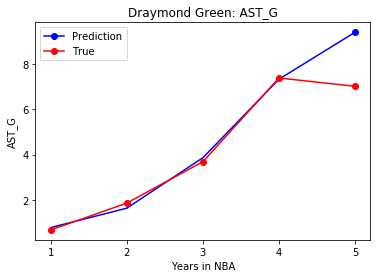 Draymond Green: AST_G
Prediction
True
AST_G
8
6
4
2
1 2 3 4 5
Years in NBA